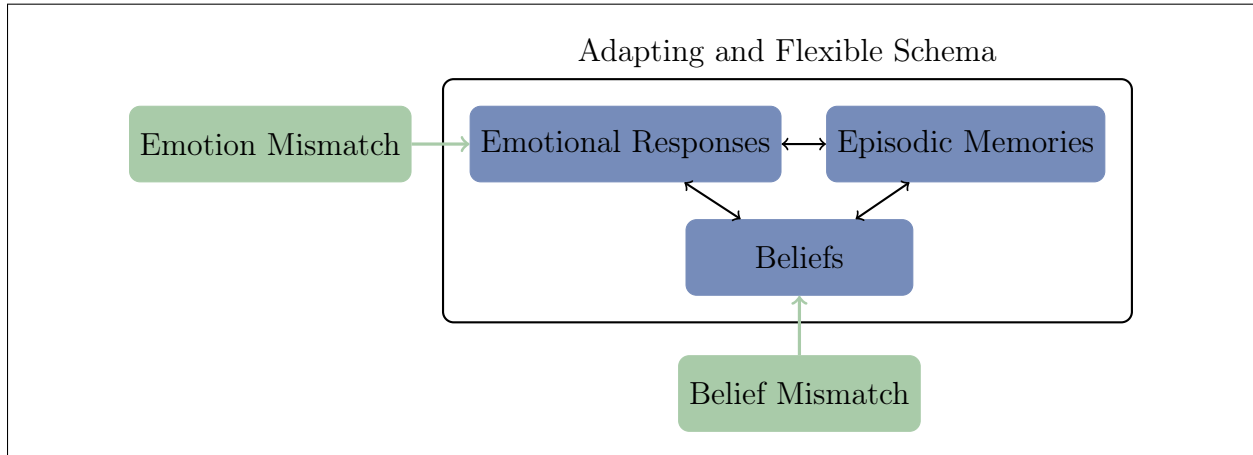 Adapting and Flexible Schema
Emotion Mismatch
Emotional Responses
Episodic Memories
Beliefs
Belief Mismatch